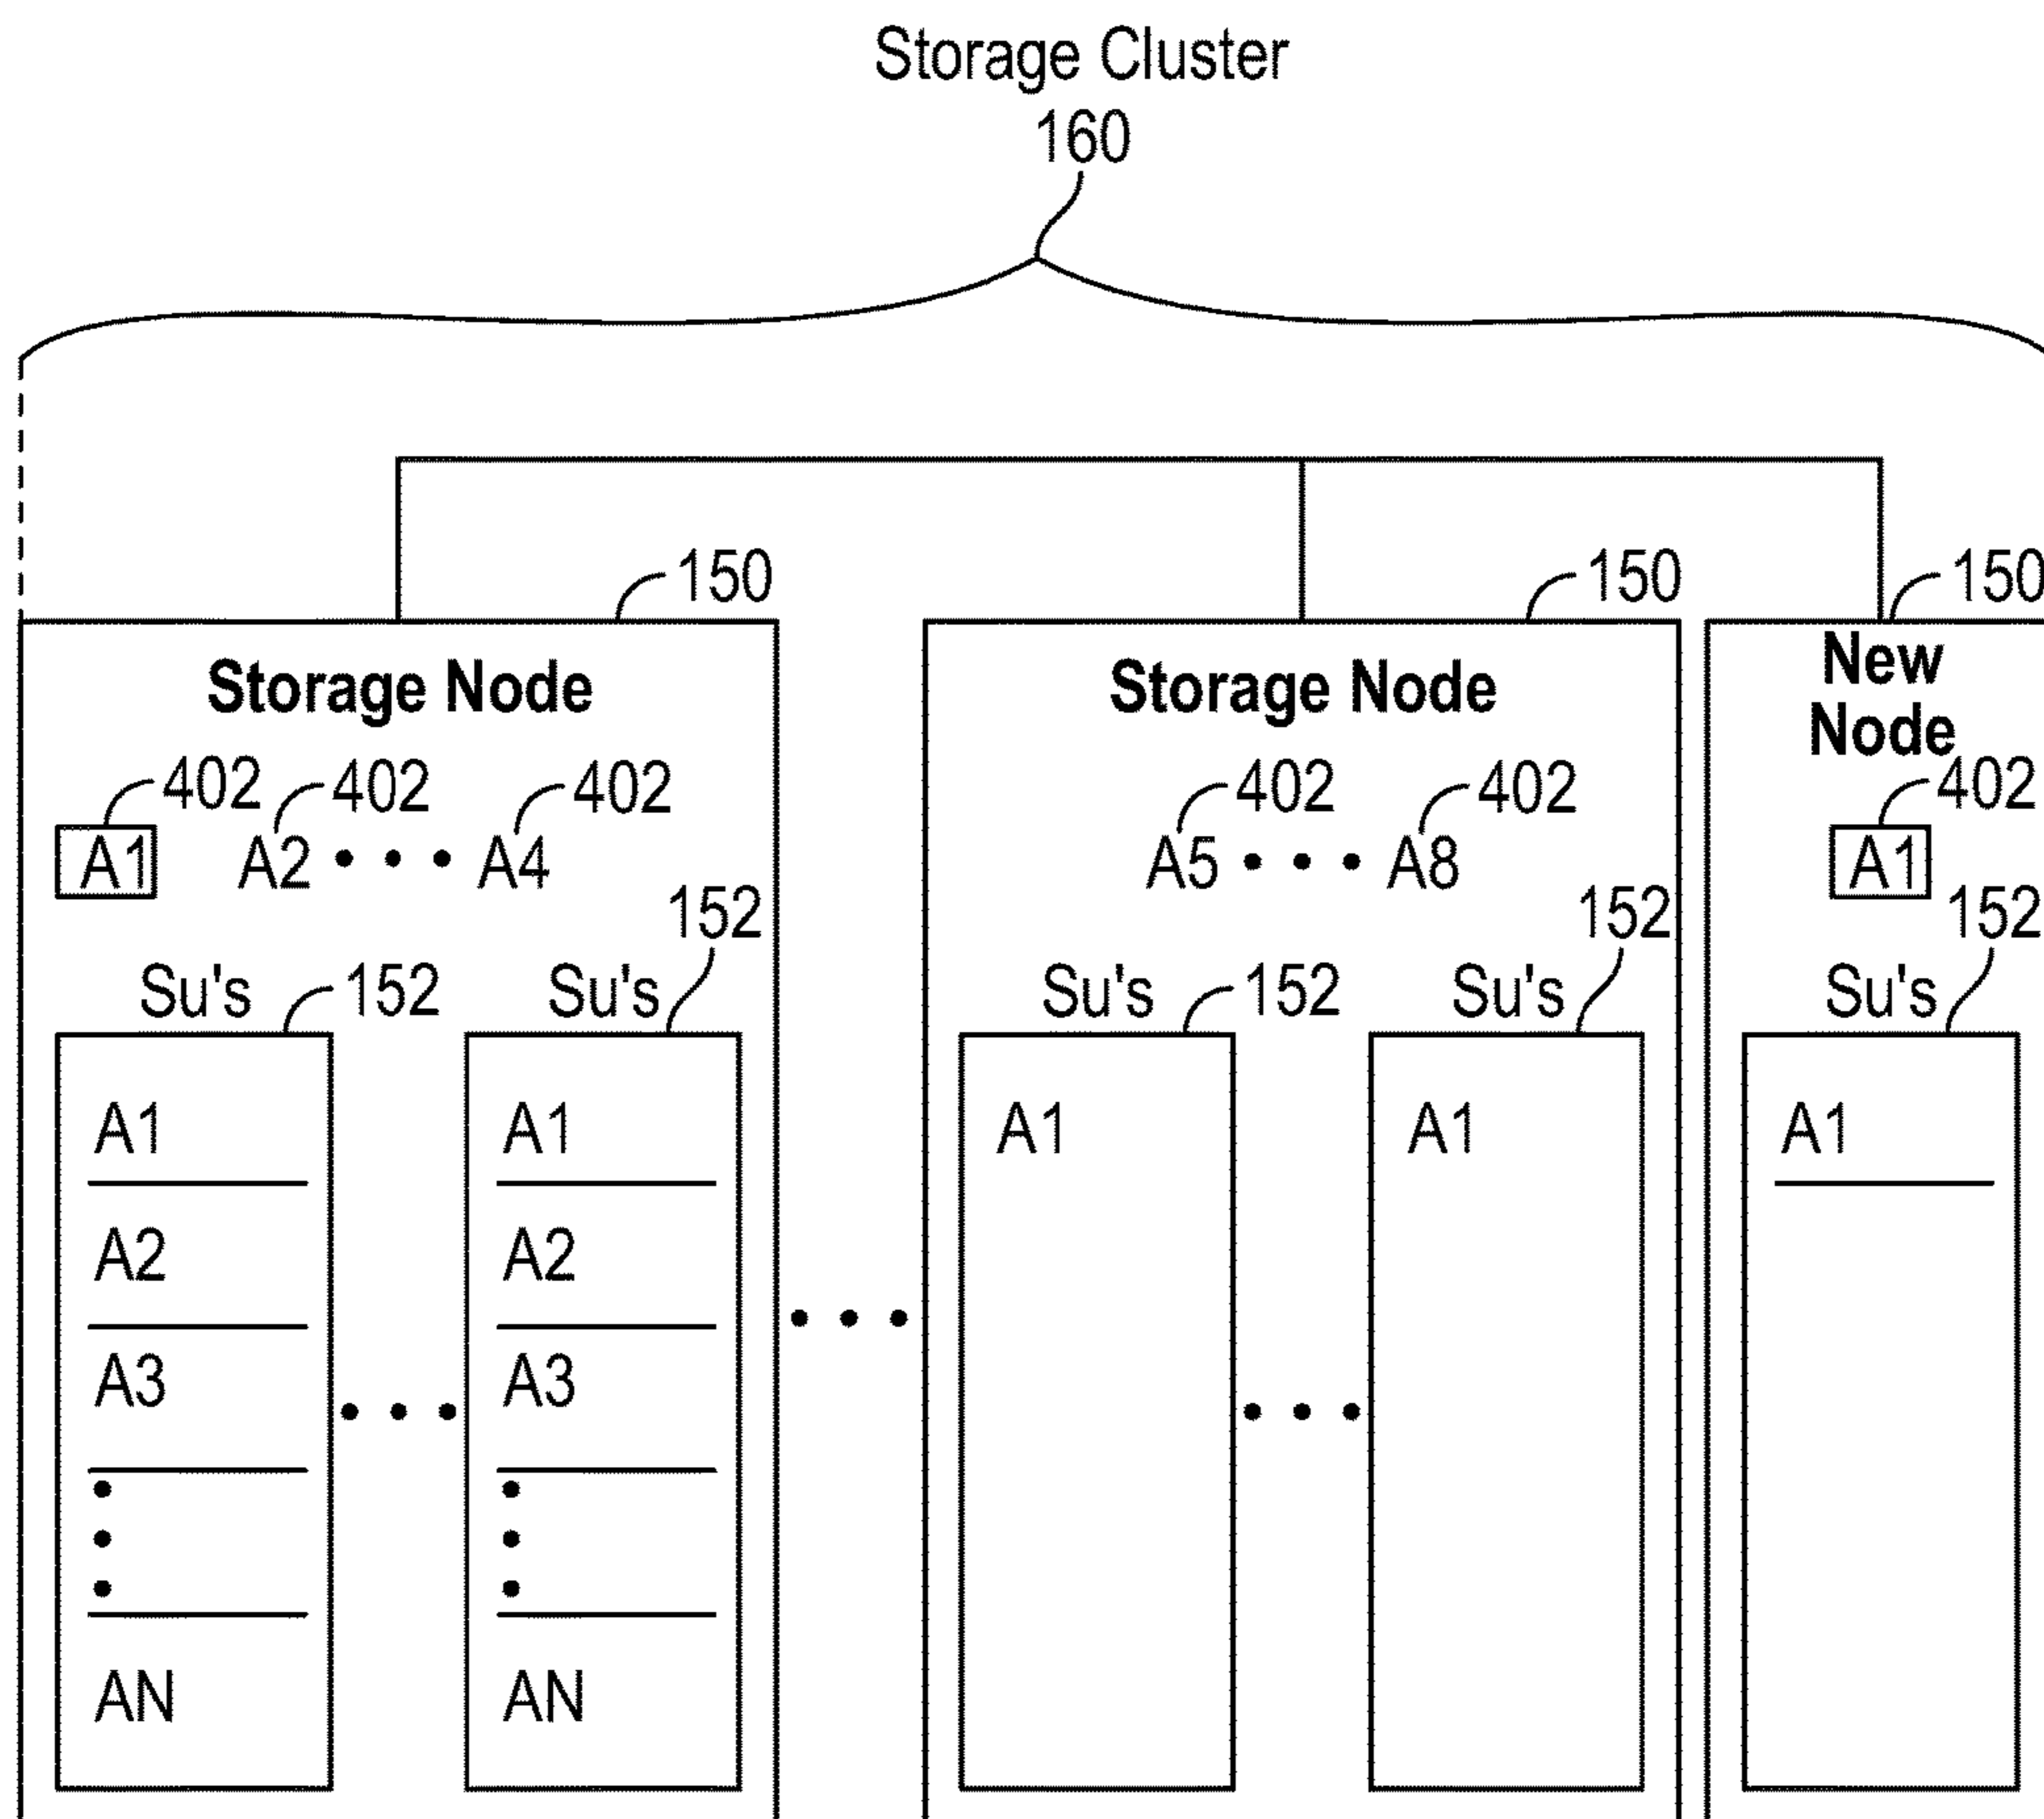 Storage Cluster
160
150 150 150
Storage Node Storage Node New
Node
402 402 402 402 402 402
A1 A2 • • • A4 A5 • • • A8 A1
152 152 152
Su's 152 Su's Su's 152 Su's Su's
A1 A1 A1 A1 A1
A2 A2
A3 A3
AN AN